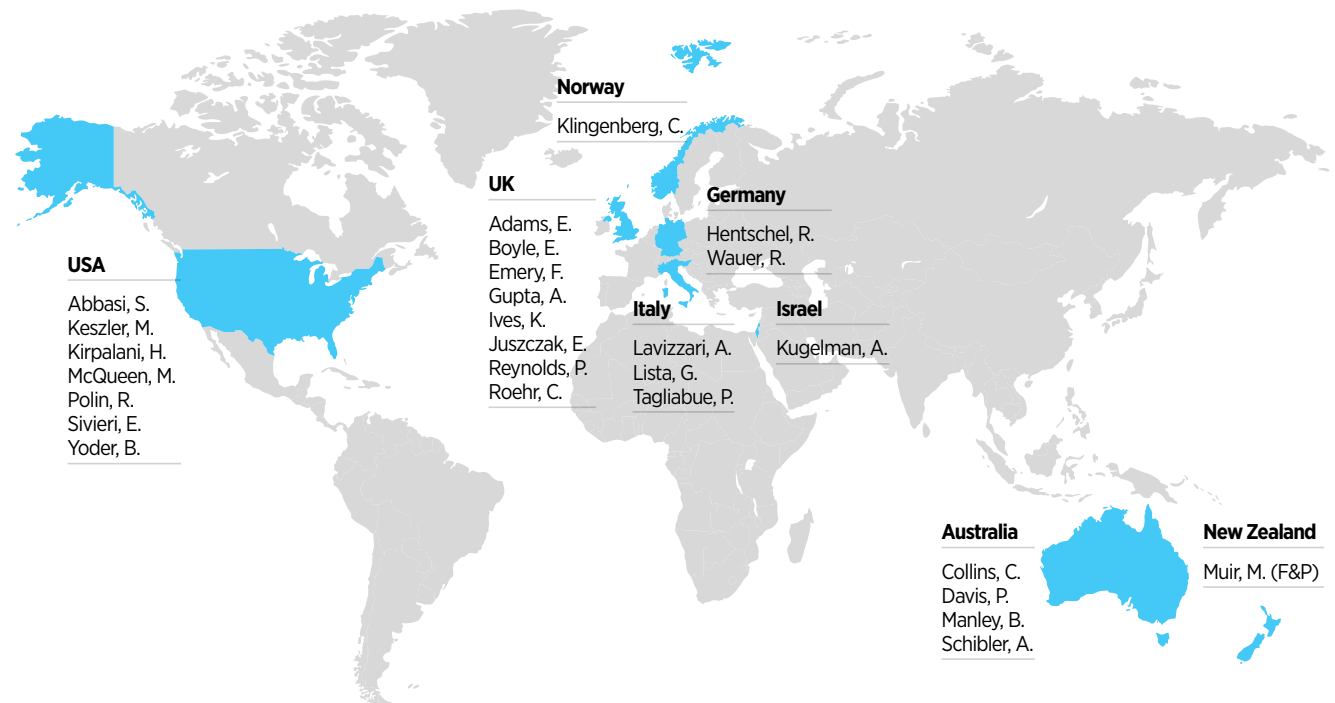 Norway
Klingenberg, C.
UK
Adams, E.
Boyle, E.
Emery, F.
Gupta, A.
Ives, K.
Juszczak, E.
Reynolds, P.
Roehr, C.
Germany
Hentschel, R.
Wauer, R.
USA
Abbasi, S.
Keszler, M.
Kirpalani, H.
McQueen, M.
Polin, R.
Sivieri, E.
Yoder, B.
Italy
Lavizzari, A.
Lista, G.
Tagliabue, P.
Israel
Kugelman, A.
Australia
Collins, C.
Davis, P.
Manley, B.
Schibler, A.
New Zealand
Muir, M. (F&P)